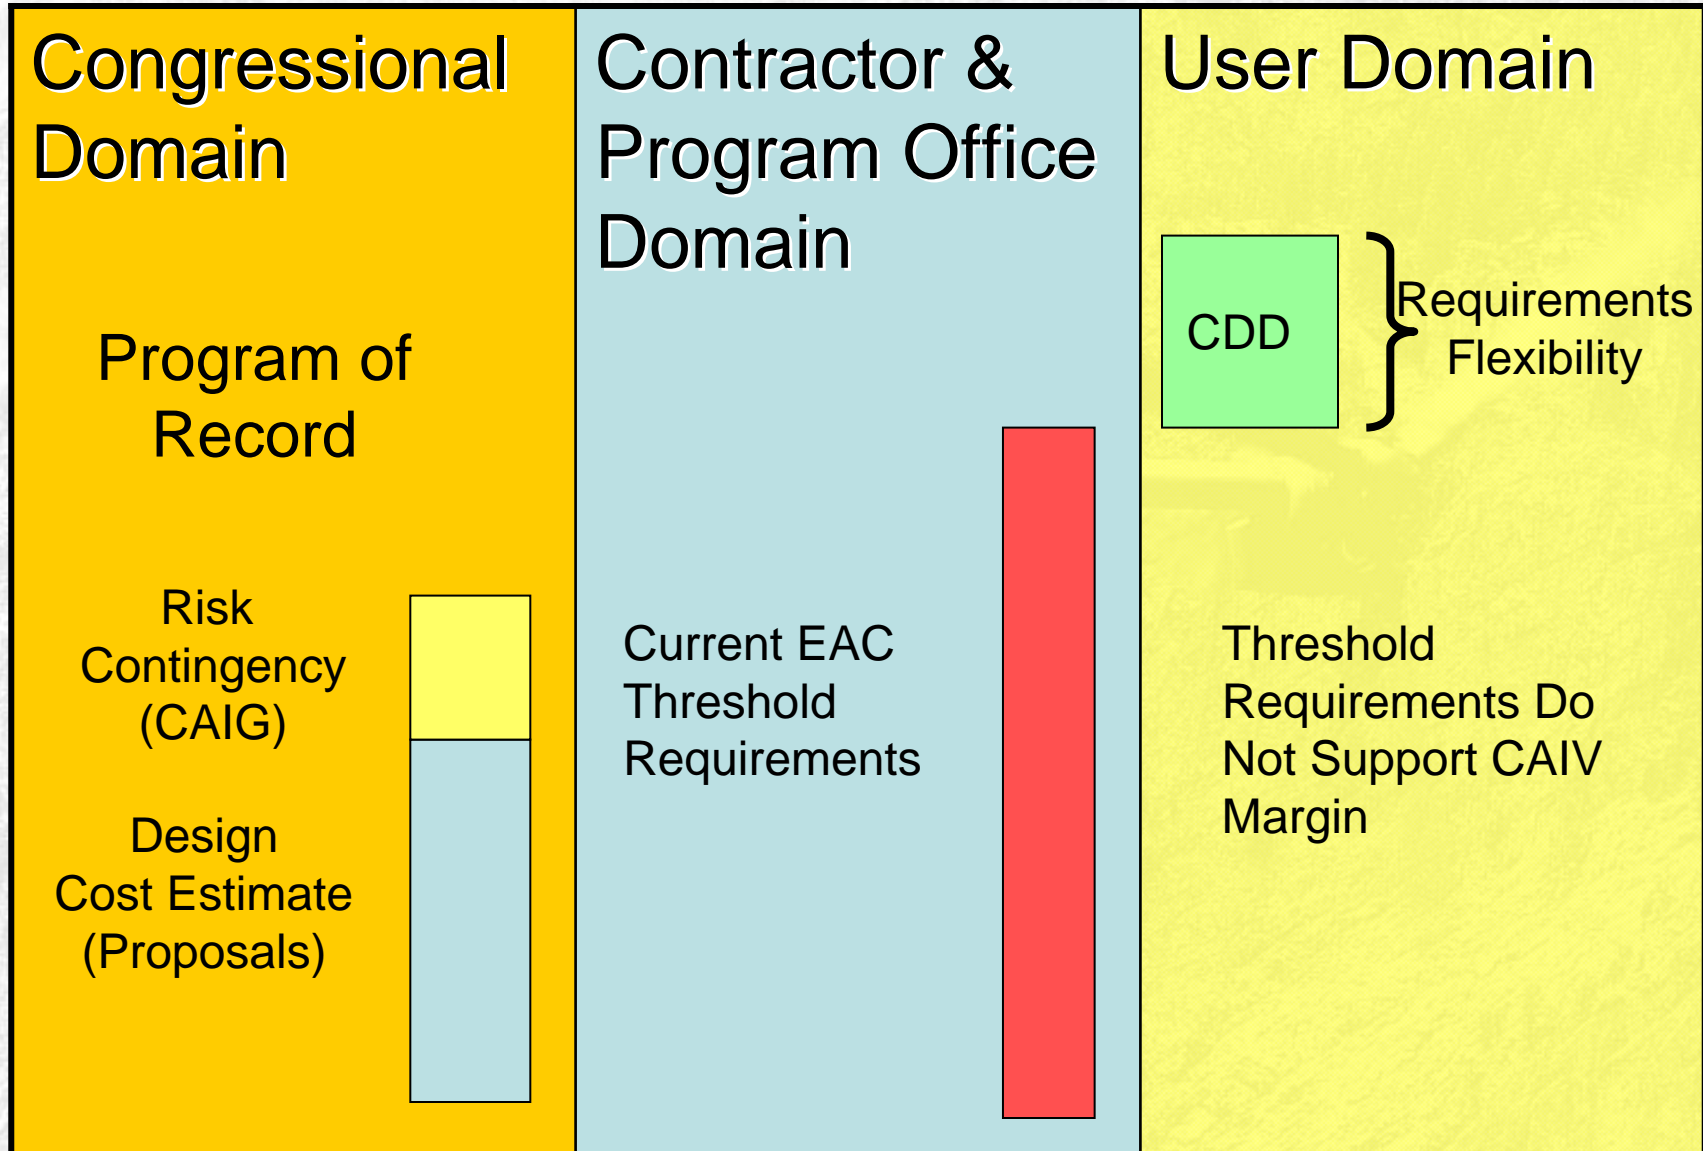 Congressional
Domain
Program of
Record
Risk
Contingency
(CAIG)
Design
Cost Estimate
(Proposals)
Contractor &
Program Office
Domain
Current EAC
Threshold
Requirements
User Domain
CDD
Requirements
Flexibility
Threshold
Requirements Do
Not Support CAIV
Margin